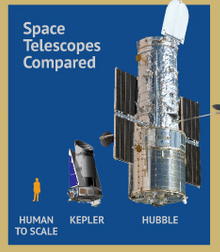 Space
Telescopes
Compared
HUMAN
TO SCALE
KEPLER
HUBBLE